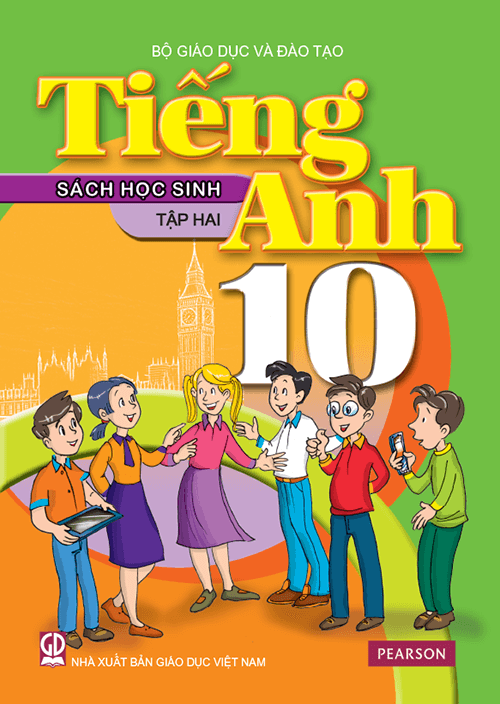 BỘ GIÁO DỤC VÀ ĐÀO TẠO
Tiếng
SÁCH HỌC SINH
Anh
TẬP HAI
10
GD
NHÀ XUẤT BẢN GIÁO DỤC VIỆT NAM
PEARSON